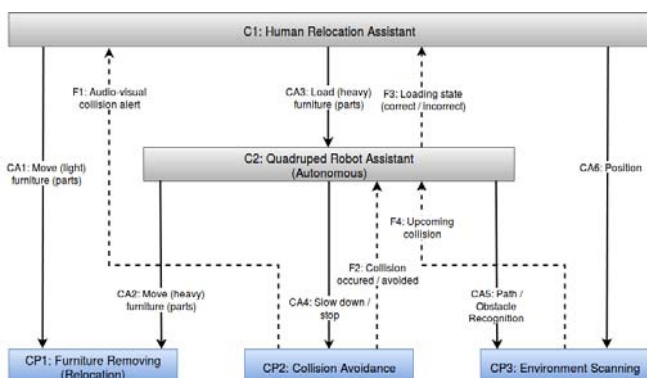 C1: Human Relocation Assistant
F1: Audio-visual
collision alert
CA3: Load (heavy)
furniture (parts)
F3: Loading state
(correct / incorrect)
CA1: Move (light)
furniture (parts)
C2: Quadruped Robot Assistant
(Autonomous)
CA6: Position
F4: Upcoming
collision
F2: Collision
occured / avoided
CA2: Move (heavy)
furniture (parts)
CA4: Slow down /
stop
CA5: Path /
Obstacle
Recognition
CP1: Furniture Removing
(Relocation)
CP2: Collision Avoidance
CP3: Environment Scanning